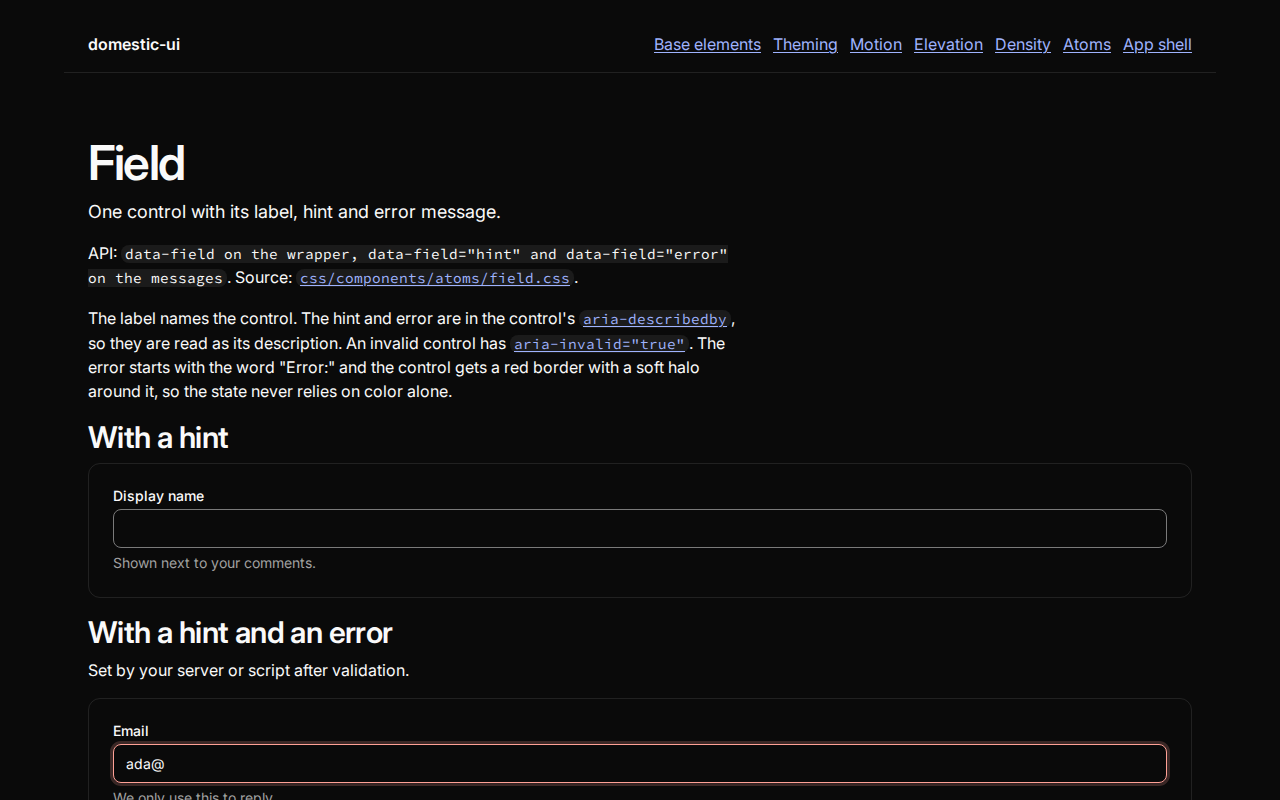 domestic-ui
Base elements Theming Motion Elevation Density Atoms App shell
Field
One control with its label, hint and error message.
API: data-field on the wrapper, data-field="hint" and data-field="error"
on the messages. Source: css/components/atoms/field.css.
The label names the control. The hint and error are in the control's aria-describedby,
so they are read as its description. An invalid control has aria-invalid="true". The
error starts with the word "Error:" and the control gets a red border with a soft halo
around it, so the state never relies on color alone.
With a hint
Display name
Shown next to your comments.
With a hint and an error
Set by your server or script after validation.
Email
ada@
We only use this to reply.